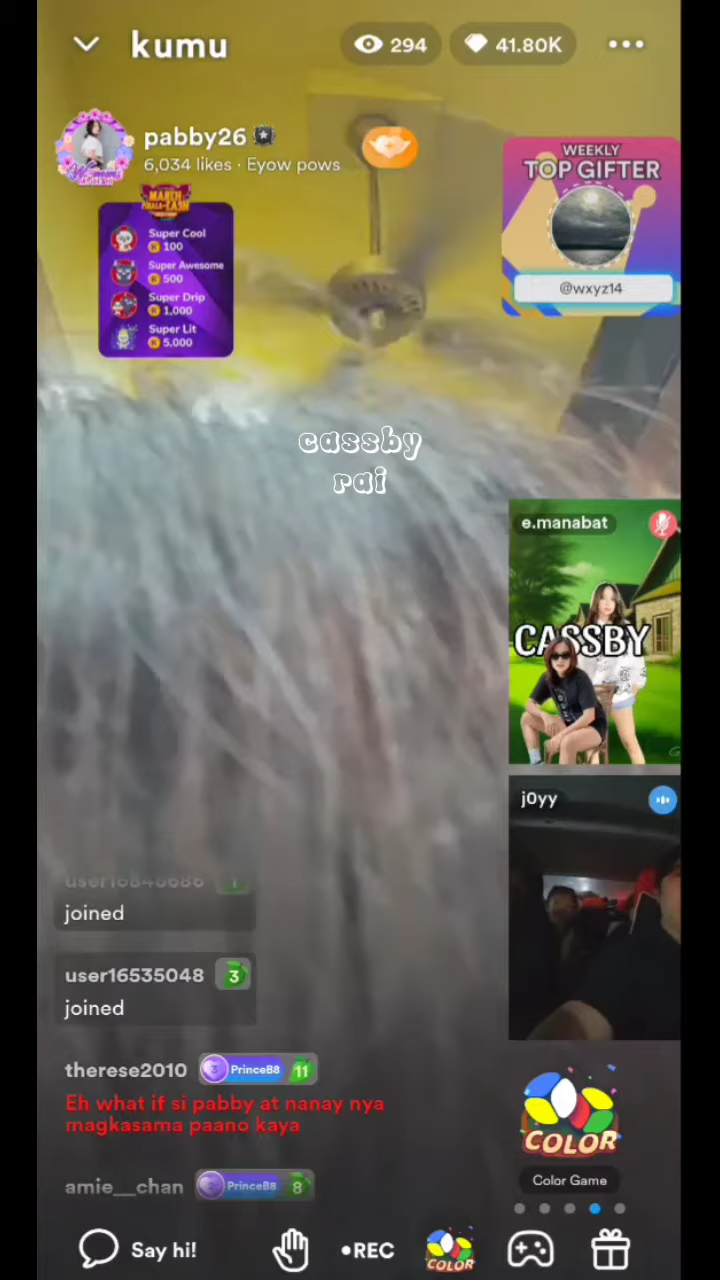 kumu
294
41.80K
pabby26
6,034 likes · Eyow pows
WEEKLY
TOP GIFTER
@wxyz14
Super Cool
100
Super Awesome
500
Super Drip
1,000
Super Lit
5,000
cassby
rai
e.manabat
CASSBY
j0yy
joined
user16535048 3
joined
therese2010 3 PrinceB8 11
Eh what if si pabby at nanay nya
magkasama paano kaya
amie__chan PrinceB8 8
COLOR
Color Game
Say hi!
•REC
COLOR